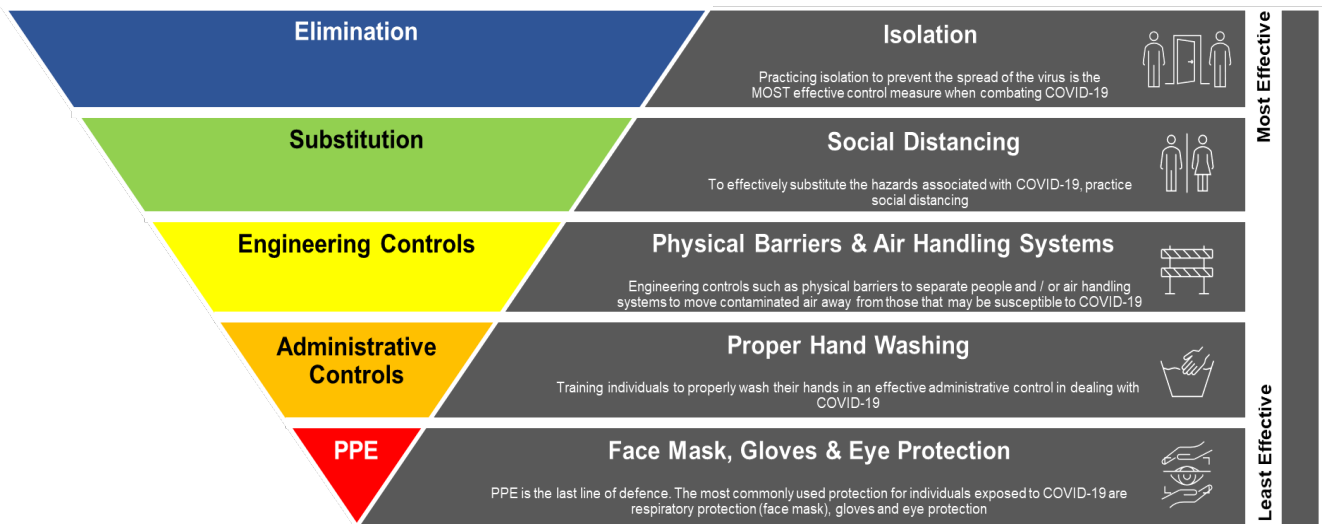 Elimination
Isolation
Practicing isolation to prevent the spread of the virus is the
MOST effective control measure when combating COVID-19
Substitution
Social Distancing
To effectively substitute the hazards associated with COVID-19, practice
social distancing
Engineering Controls
Physical Barriers & Air Handling Systems
Engineering controls such as physical barriers to separate people and / or air handling
systems to move contaminated air away from those that may be susceptible to COVID-19
Administrative
Controls
Proper Hand Washing
Training individuals to properly wash their hands in an effective administrative control in dealing with
COVID-19
PPE
Face Mask, Gloves & Eye Protection
PPE is the last line of defence. The most commonly used protection for individuals exposed to COVID-19 are
respiratory protection (face mask), gloves and eye protection
Most Effective
Least Effective